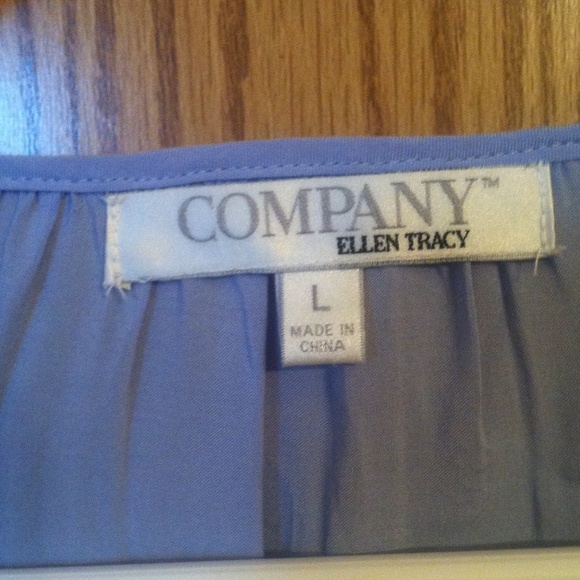 COMPANY™
ELLEN TRACY
L
MADE IN
CHINA